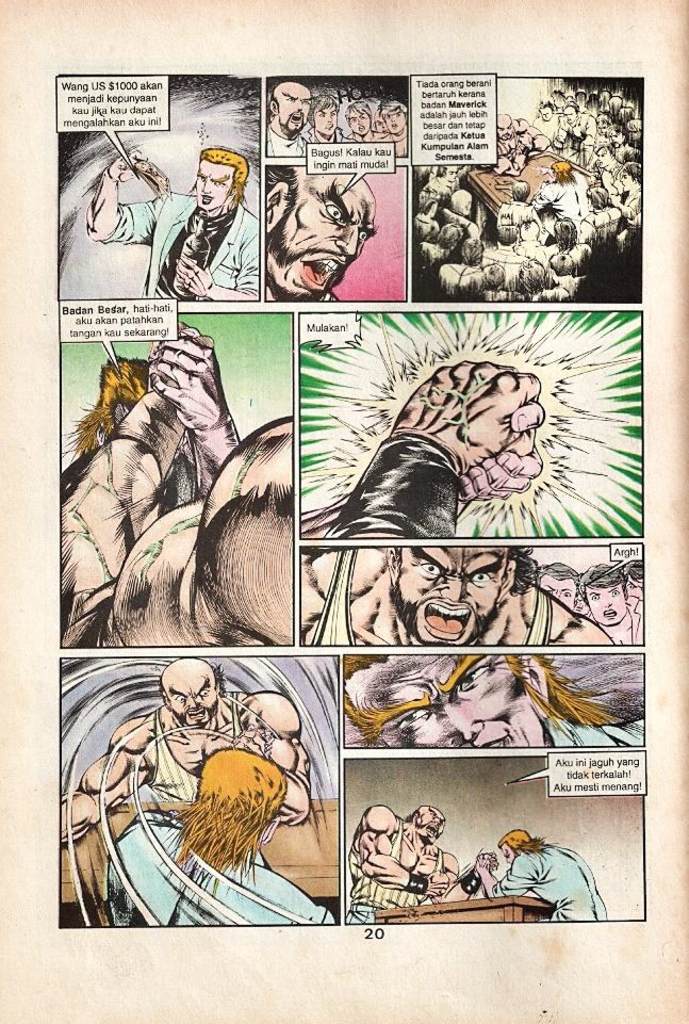 Wang US $1000 akan
menjadi kepunyaan
kau jika kau dapat
mengalahkan aku ini!
Bagus! Kalau kau
ingin mati muda!
Tiada orang berani
bertaruh kerana
badan Maverick
adalah jauh lebih
besar dan tetap
daripada Ketua
Kumpulan Alam
Semesta.
Badan Besar, hati-hati,
aku akan patahkan
tangan kau sekarang!
Mulakan!
Argh!
Aku ini jaguh yang
tidak terkalah!
Aku mesti menang!
20